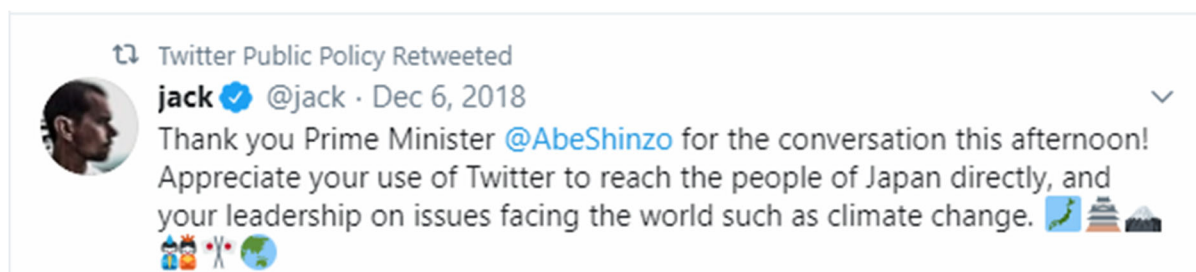 Twitter Public Policy Retweeted
jack @jack · Dec 6, 2018
Thank you Prime Minister @AbeShinzo for the conversation this afternoon!
Appreciate your use of Twitter to reach the people of Japan directly, and
your leadership on issues facing the world such as climate change. 🗾🏯🗻
🎎🎌🌏